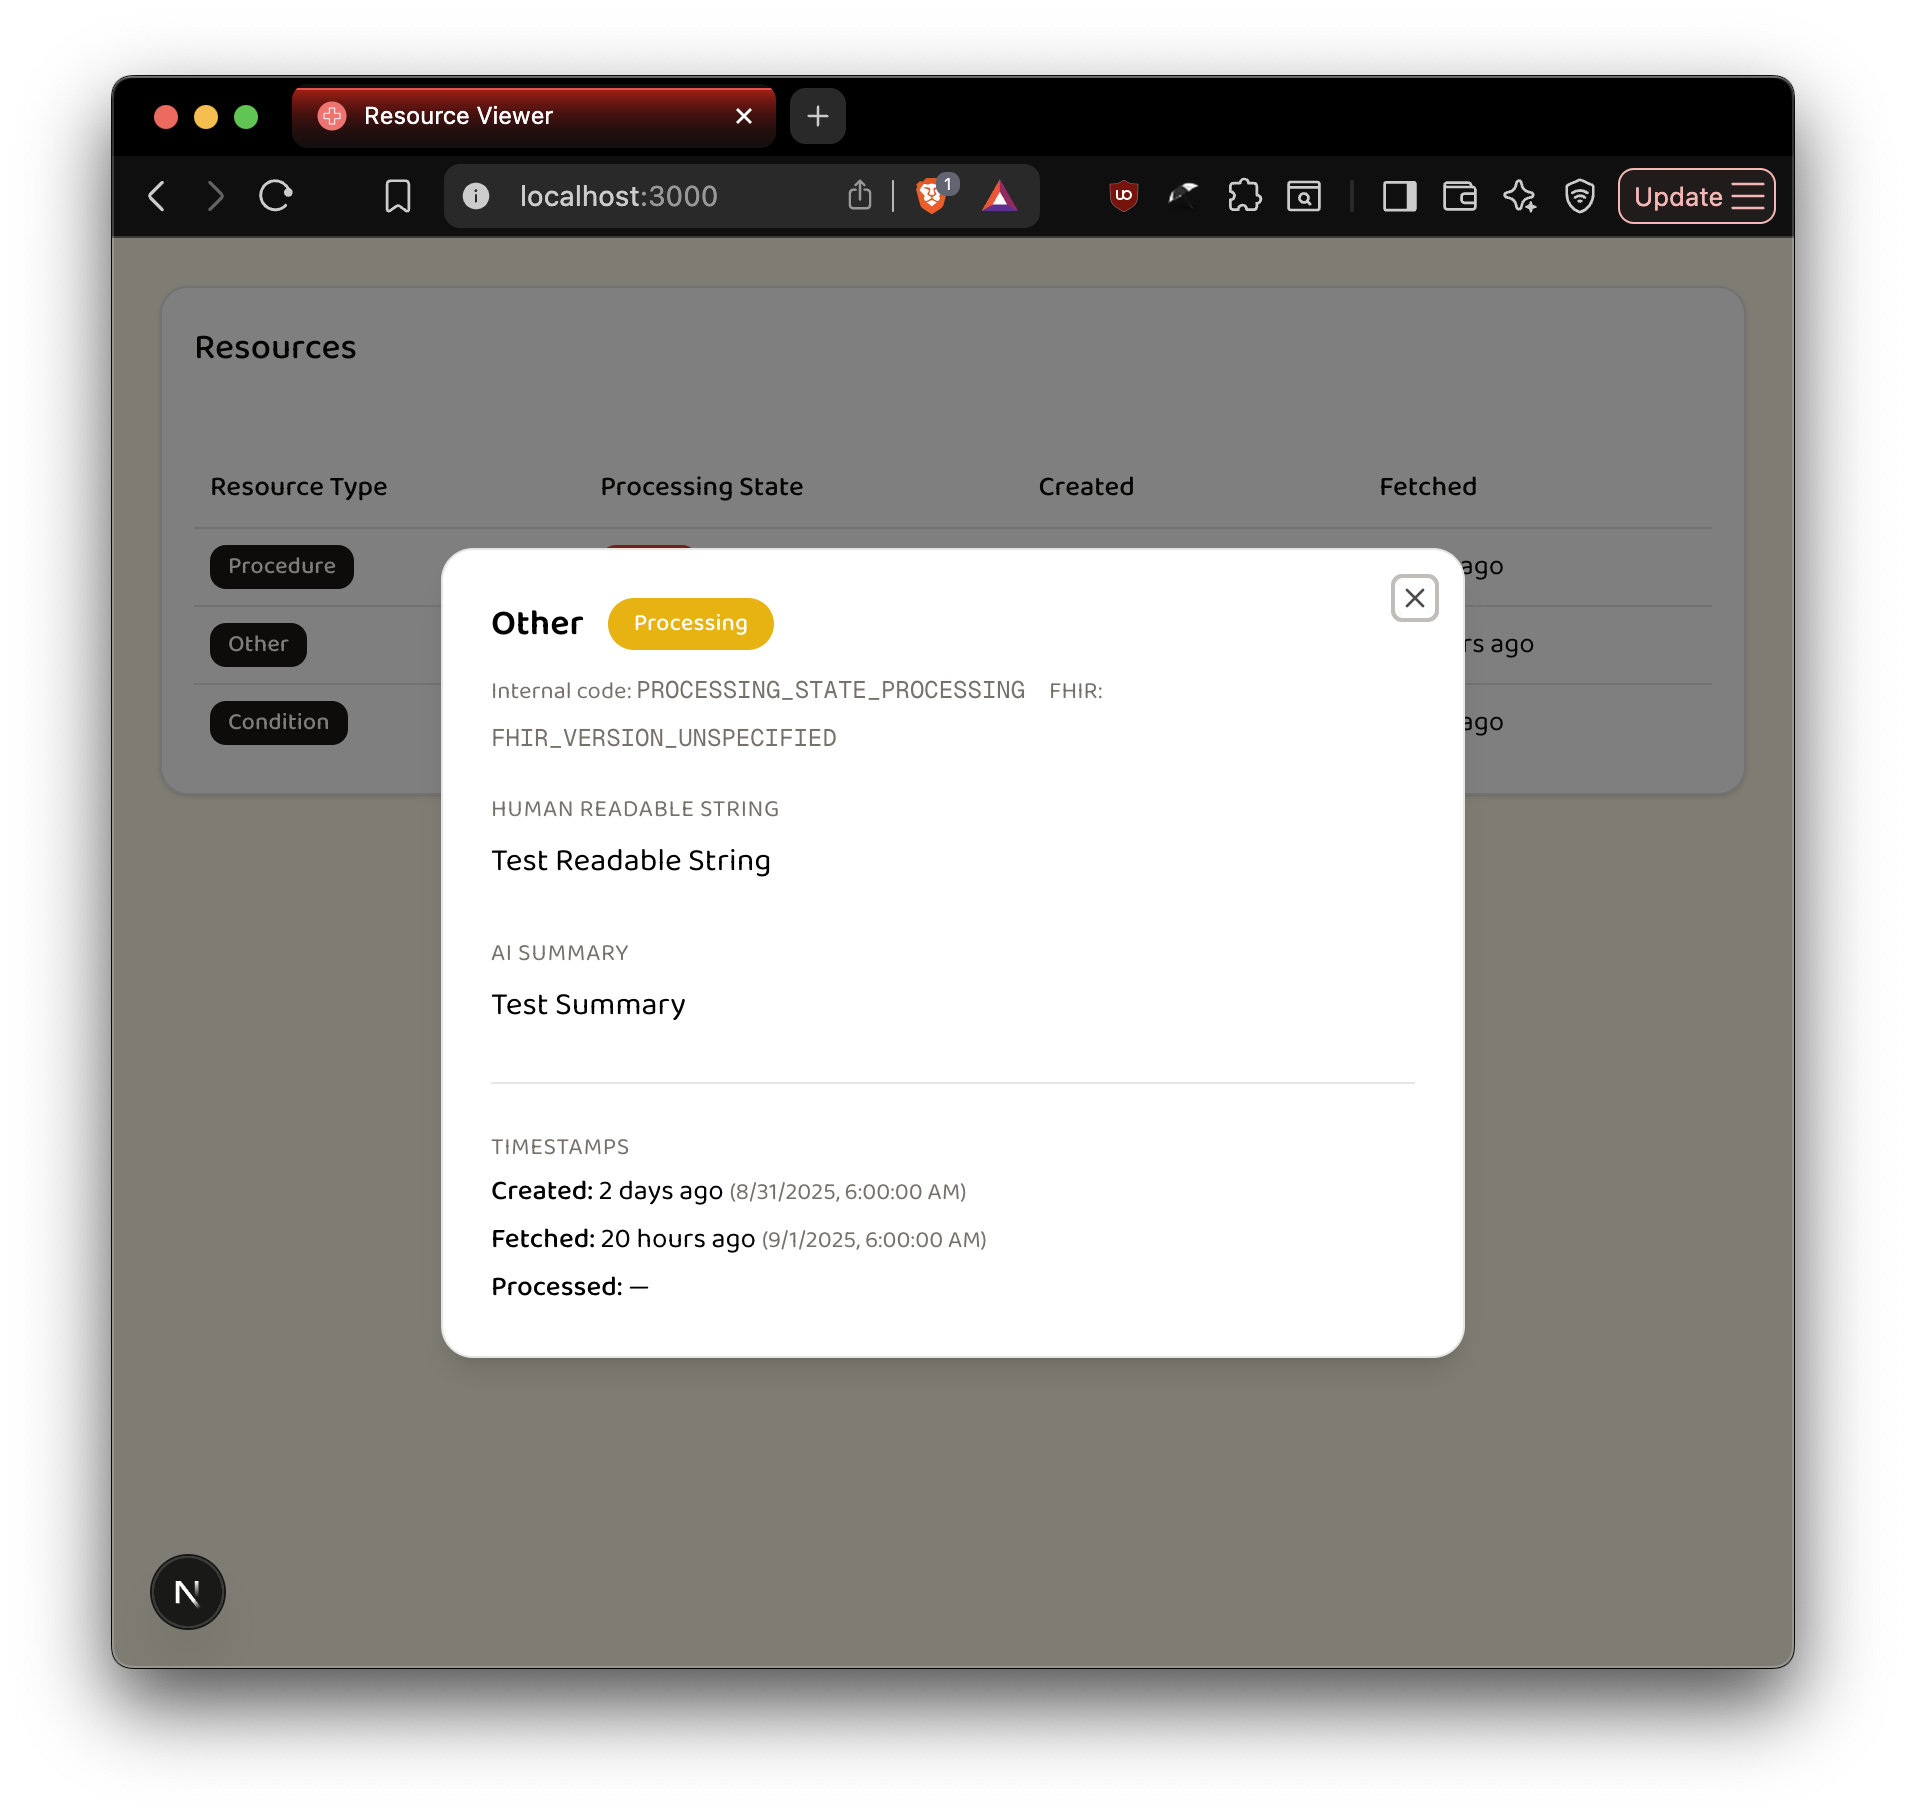 Resource Viewer
localhost:3000
1
Update
Resources
Resource Type Processing State Created Fetched
Procedure ago
Other ago
Condition ago
Other Processing
Internal code: PROCESSING_STATE_PROCESSING FHIR:
FHIR_VERSION_UNSPECIFIED
HUMAN READABLE STRING
Test Readable String
AI SUMMARY
Test Summary
TIMESTAMPS
Created: 2 days ago (8/31/2025, 6:00:00 AM)
Fetched: 20 hours ago (9/1/2025, 6:00:00 AM)
Processed: —
N